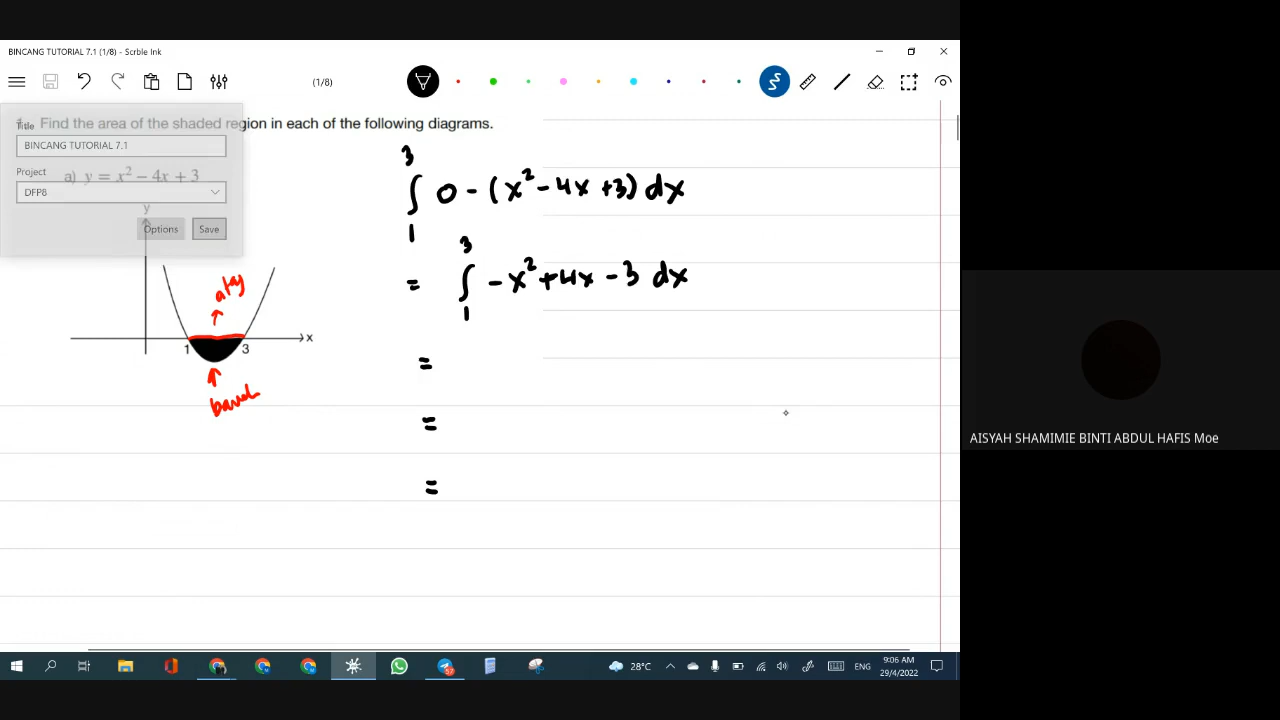 BINCANG TUTORIAL 7.1 (1/8) - Scrble Ink
(1/8)
Find the area of the shaded region in each of the following diagrams.
Title
BINCANG TUTORIAL 7.1
Project
a) y = x² − 4x + 3
DFP8
Options
Save
y
x
1
3
atas
3
∫ 0 - (x² - 4x + 3) dx
1
3
= ∫ -x² + 4x - 3 dx
1
=
=
=
AISYAH SHAMIMIE BINTI ABDUL HAFIS Moe
57
28°C
ENG
9:06 AM
29/4/2022